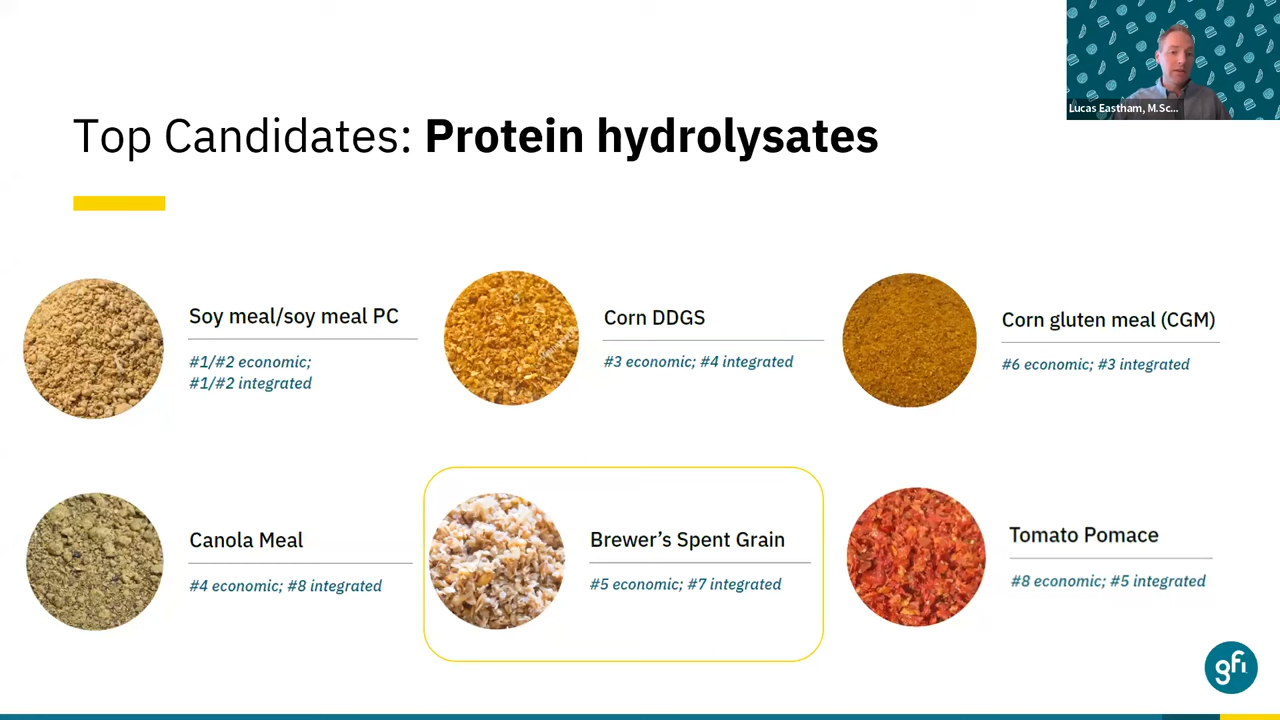 Lucas Eastham, M.Sc...
Top Candidates: Protein hydrolysates
Soy meal/soy meal PC
#1/#2 economic;
#1/#2 integrated
Corn DDGS
#3 economic; #4 integrated
Corn gluten meal (CGM)
#6 economic; #3 integrated
Canola Meal
#4 economic; #8 integrated
Brewer’s Spent Grain
#5 economic; #7 integrated
Tomato Pomace
#8 economic; #5 integrated
gfi